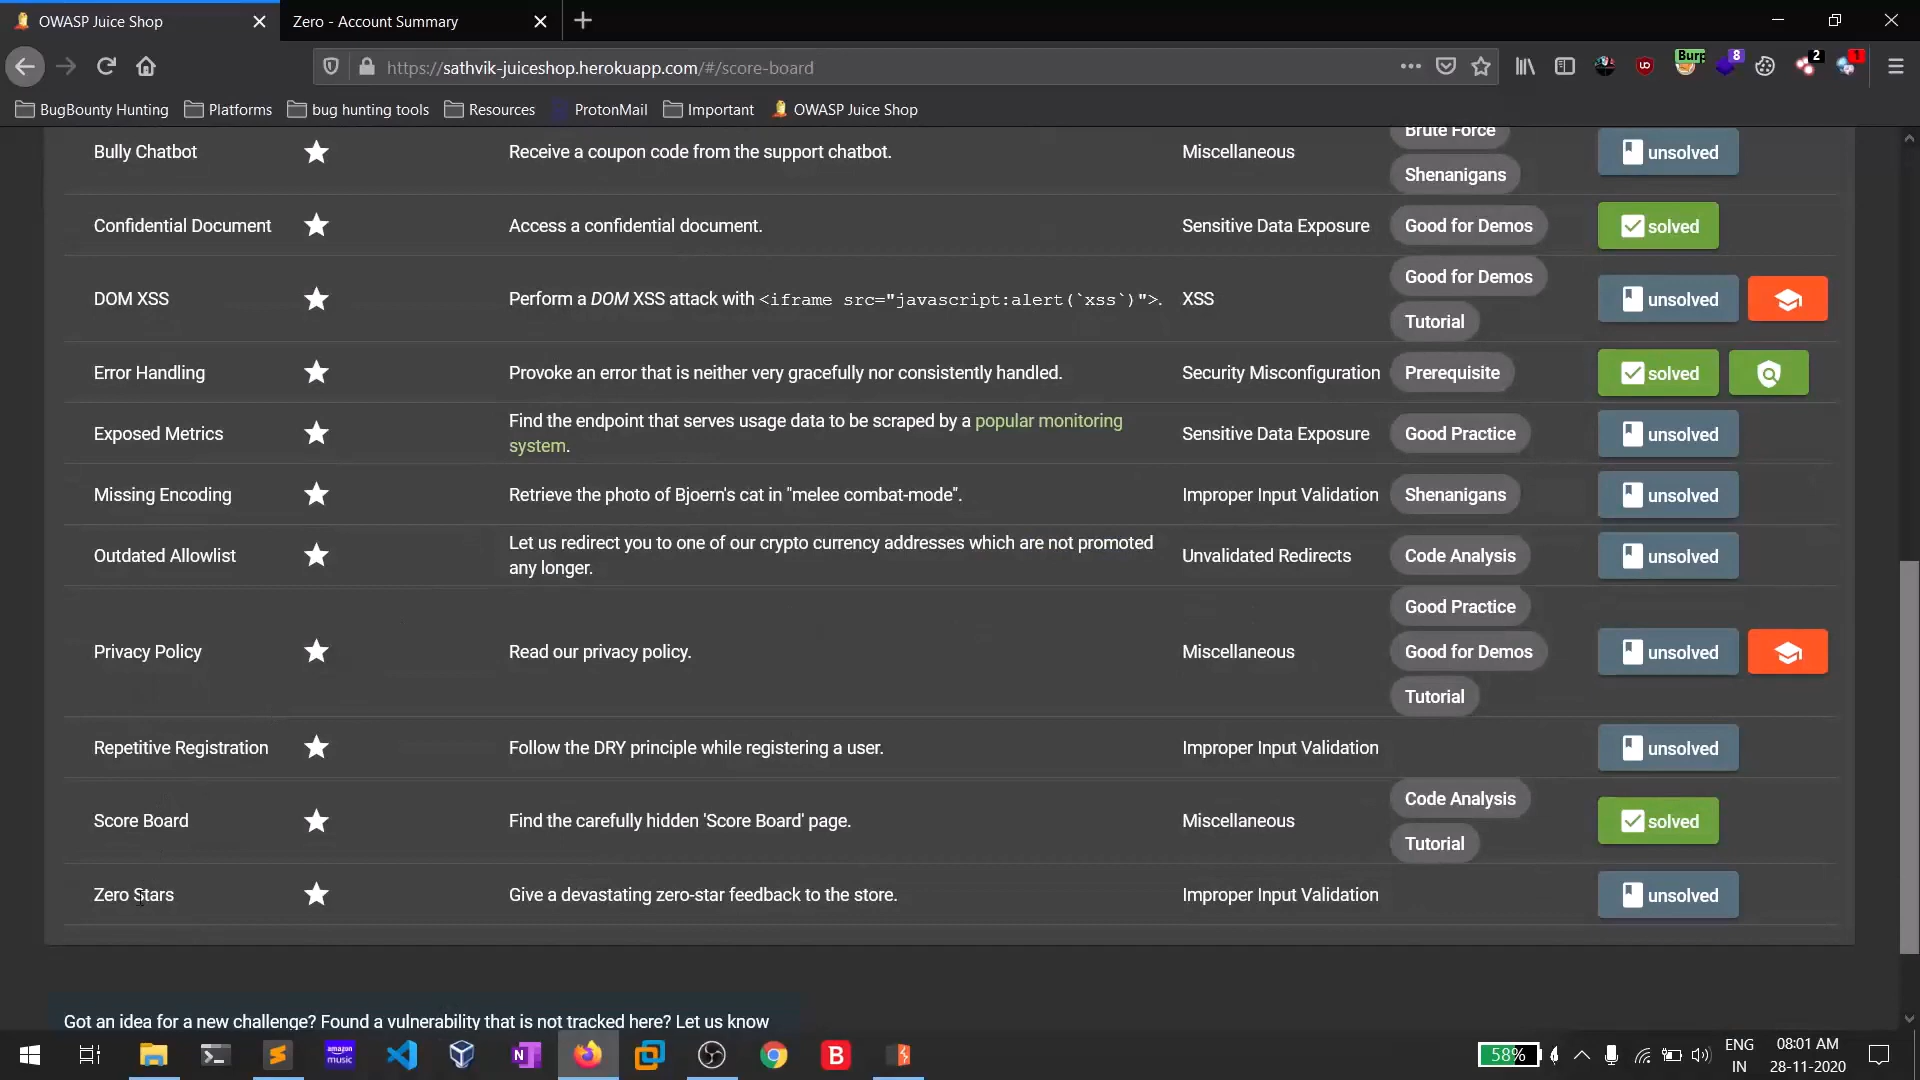 OWASP Juice Shop
Zero - Account Summary
https://sathvik-juiceshop.herokuapp.com/#/score-board
8
2
1
BugBounty Hunting
Platforms
bug hunting tools
Resources
ProtonMail
Important
OWASP Juice Shop
Brute Force
Bully Chatbot
Receive a coupon code from the support chatbot.
Miscellaneous
unsolved
Shenanigans
Confidential Document
Access a confidential document.
Sensitive Data Exposure
Good for Demos
solved
Good for Demos
DOM XSS
Perform a DOM XSS attack with <iframe src="javascript:alert(`xss`)">.
XSS
unsolved
Tutorial
Error Handling
Provoke an error that is neither very gracefully nor consistently handled.
Security Misconfiguration
Prerequisite
solved
Exposed Metrics
Find the endpoint that serves usage data to be scraped by a popular monitoring
system.
Sensitive Data Exposure
Good Practice
unsolved
Missing Encoding
Retrieve the photo of Bjoern's cat in "melee combat-mode".
Improper Input Validation
Shenanigans
unsolved
Outdated Allowlist
Let us redirect you to one of our crypto currency addresses which are not promoted
any longer.
Unvalidated Redirects
Code Analysis
unsolved
Good Practice
Privacy Policy
Read our privacy policy.
Miscellaneous
Good for Demos
unsolved
Tutorial
Repetitive Registration
Follow the DRY principle while registering a user.
Improper Input Validation
unsolved
Code Analysis
Score Board
Find the carefully hidden 'Score Board' page.
Miscellaneous
solved
Tutorial
Zero Stars
Give a devastating zero-star feedback to the store.
Improper Input Validation
unsolved
Got an idea for a new challenge? Found a vulnerability that is not tracked here? Let us know
amazon
music
58%
ENG
IN
08:01 AM
28-11-2020